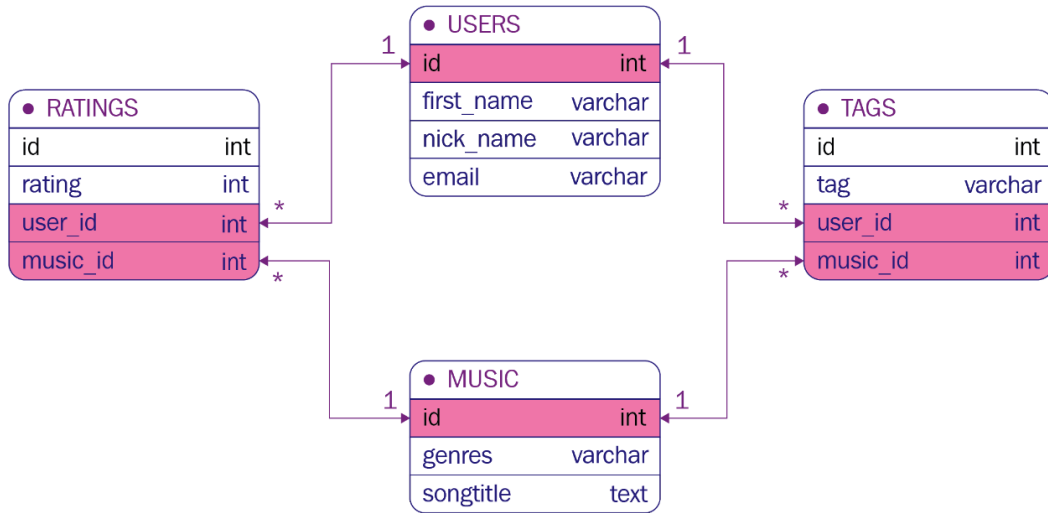 USERS
1
1
id int
first_name varchar
nick_name varchar
email varchar
RATINGS
id int
rating int
user_id int
music_id int
*
*
TAGS
id int
tag varchar
user_id int
music_id int
*
*
MUSIC
1
1
id int
genres varchar
songtitle text